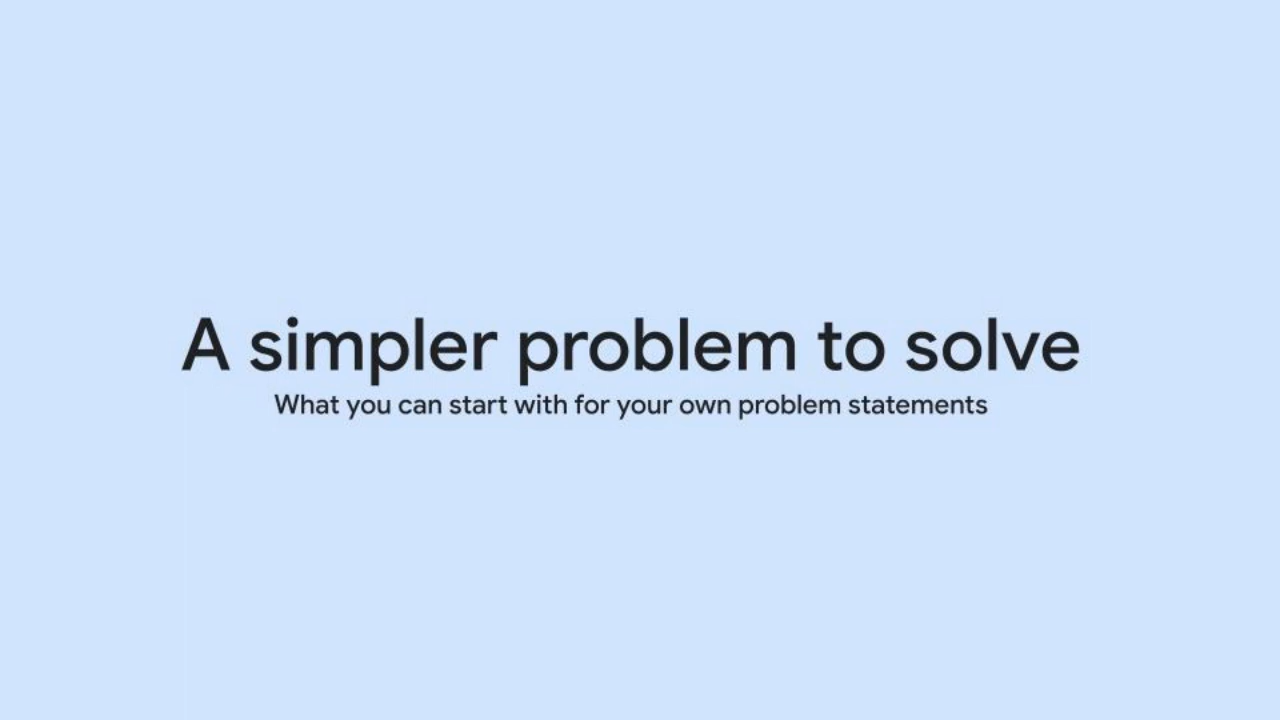 A simpler problem to solve
What you can start with for your own problem statements